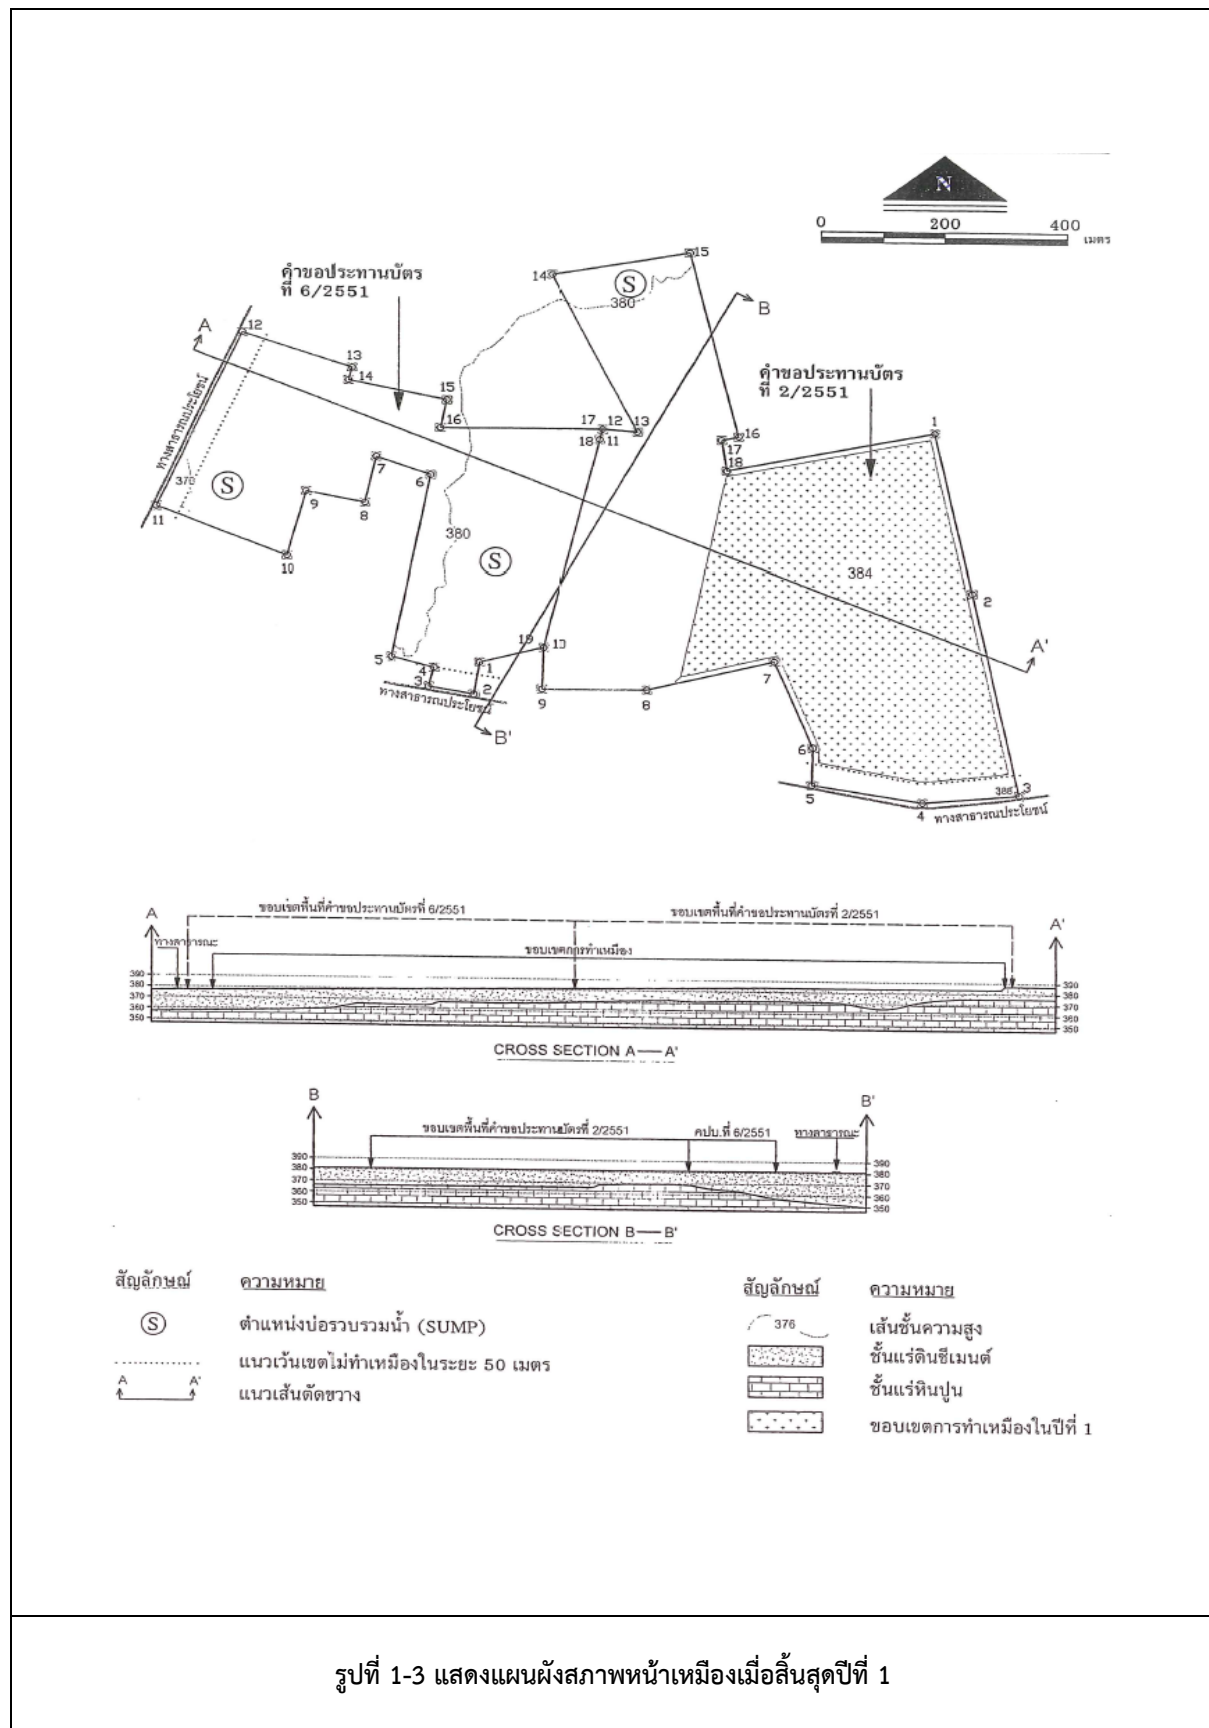 N
0 200 400
เมตร
คำขอประทานบัตร
ที่ 6/2551
14
15
S
380
B
A
12
13
14
15
16
17
12
13
18
11
คำขอประทานบัตร
ที่ 2/2551
16
17
18
1
ทางสาธารณประโยชน์
370
S
11
7
6
9
8
10
380
S
384
2
A'
5
4
3
1
2
19
10
9
8
7
ทางสาธารณประโยชน์
B'
6
5
4
3
ทางสาธารณประโยชน์
A
ขอบเขตพื้นที่คำขอประทานบัตรที่ 6/2551
ขอบเขตพื้นที่คำขอประทานบัตรที่ 2/2551
A'
ทางสาธารณะ
ขอบเขตการทำเหมือง
390
380
370
360
350
390
380
370
360
350
CROSS SECTION A — A'
B
ขอบเขตพื้นที่คำขอประทานบัตรที่ 2/2551
คปบ.ที่ 6/2551
ทางสาธารณะ
B'
390
380
370
360
350
390
380
370
360
350
CROSS SECTION B — B'
สัญลักษณ์ ความหมาย
S ตำแหน่งบ่อรวบรวมน้ำ (SUMP)
แนวเว้นเขตไม่ทำเหมืองในระยะ 50 เมตร
A A' แนวเส้นตัดขวาง
สัญลักษณ์ ความหมาย
376 เส้นชั้นความสูง
ชั้นแร่ดินซีเมนต์
ชั้นแร่หินปูน
ขอบเขตการทำเหมืองในปีที่ 1
รูปที่ 1-3 แสดงแผนผังสภาพหน้าเหมืองเมื่อสิ้นสุดปีที่ 1